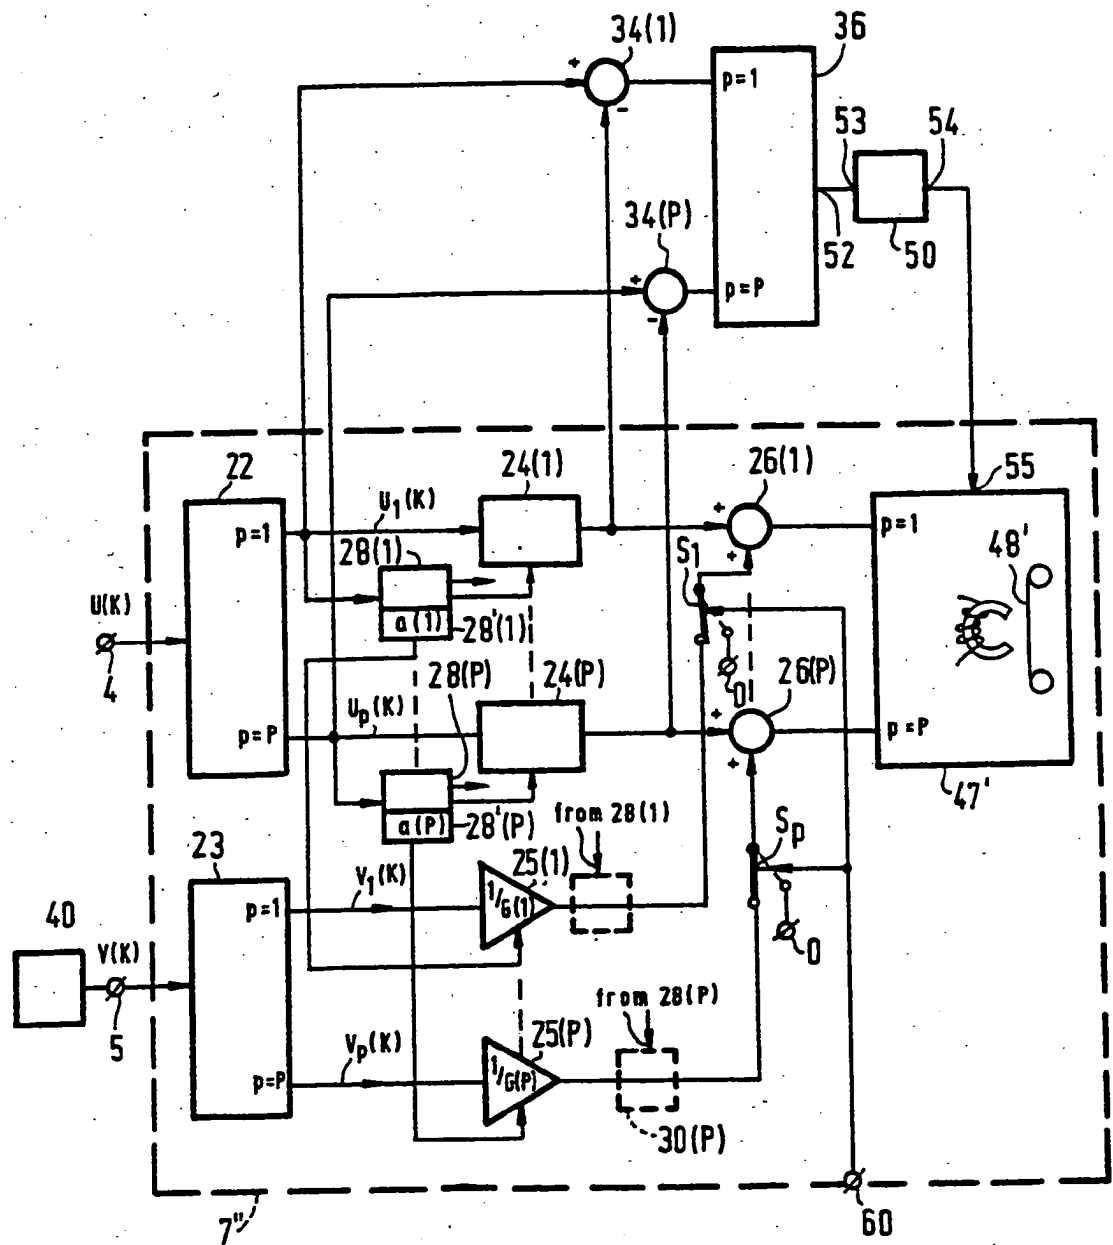 34(1)
36
+
-
p=1
53
54
34(P)
+
-
p=P
52
50
22
24(1)
26(1)
55
p=1
U1(K)
+
+
p=1
28(1)
S1
48'
U(K)
a(1)
28'(1)
4
28(P)
24(P)
0
26(P)
p=P
Up(K)
+
+
p=P
47'
a(P)
28'(P)
from 28(1)
Sp
23
25(1)
V1(K)
p=1
1/G(1)
40
V(K)
0
5
from 28(P)
Vp(K)
25(P)
p=P
1/G(P)
30(P)
7"
60